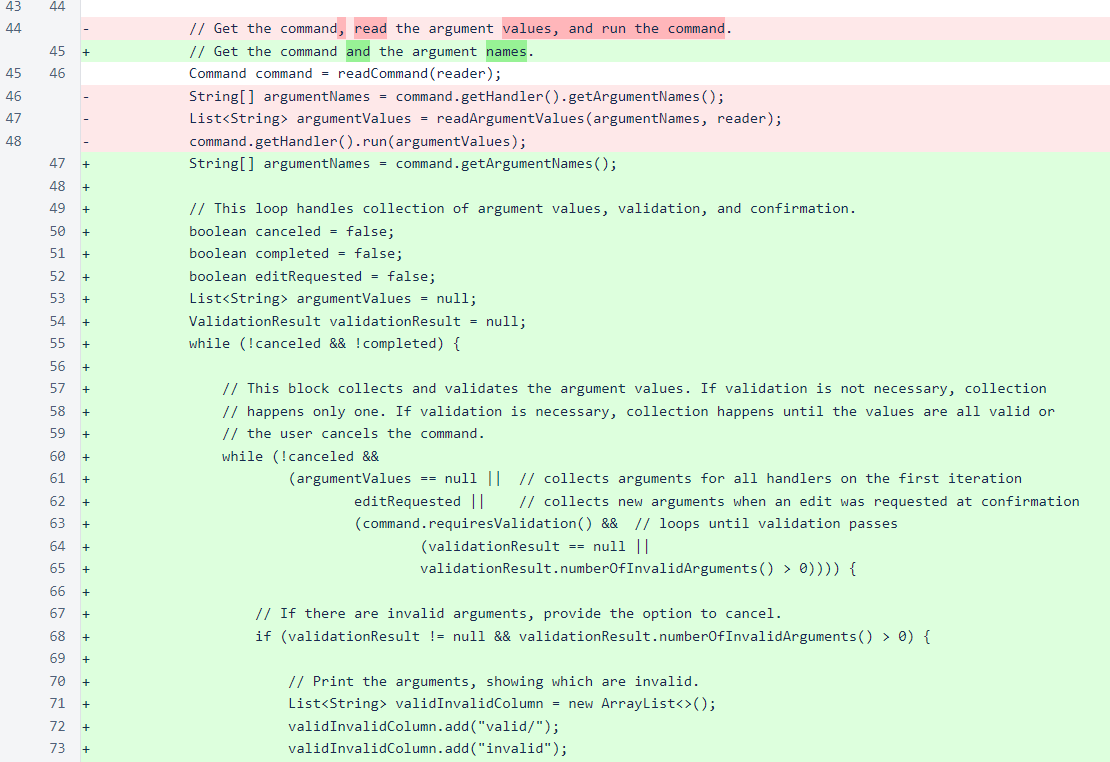 43 44
44 - // Get the command, read the argument values, and run the command.
45 + // Get the command and the argument names.
45 46 Command command = readCommand(reader);
46 - String[] argumentNames = command.getHandler().getArgumentNames();
47 - List<String> argumentValues = readArgumentValues(argumentNames, reader);
48 - command.getHandler().run(argumentValues);
47 + String[] argumentNames = command.getArgumentNames();
48 +
49 + // This loop handles collection of argument values, validation, and confirmation.
50 + boolean canceled = false;
51 + boolean completed = false;
52 + boolean editRequested = false;
53 + List<String> argumentValues = null;
54 + ValidationResult validationResult = null;
55 + while (!canceled && !completed) {
56 +
57 + // This block collects and validates the argument values. If validation is not necessary, collection
58 + // happens only one. If validation is necessary, collection happens until the values are all valid or
59 + // the user cancels the command.
60 + while (!canceled &&
61 + (argumentValues == null || // collects arguments for all handlers on the first iteration
62 + editRequested || // collects new arguments when an edit was requested at confirmation
63 + (command.requiresValidation() && // loops until validation passes
64 + (validationResult == null ||
65 + validationResult.numberOfInvalidArguments() > 0)))) {
66 +
67 + // If there are invalid arguments, provide the option to cancel.
68 + if (validationResult != null && validationResult.numberOfInvalidArguments() > 0) {
69 +
70 + // Print the arguments, showing which are invalid.
71 + List<String> validInvalidColumn = new ArrayList<>();
72 + validInvalidColumn.add("valid/");
73 + validInvalidColumn.add("invalid");